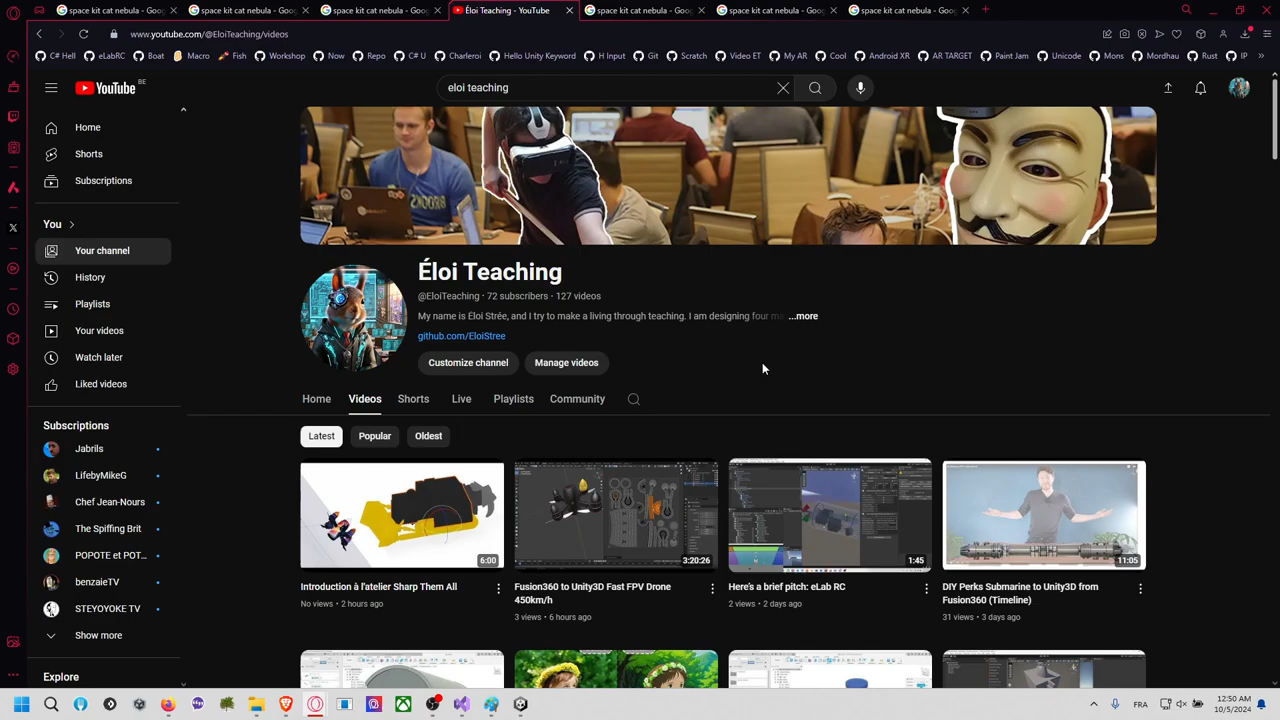 space kit cat nebula - Goo
space kit cat nebula - Goo
space kit cat nebula - Goo
Éloi Teaching - YouTube
space kit cat nebula - Goo
space kit cat nebula - Goo
space kit cat nebula - Goo
www.youtube.com/@EloiTeaching/videos
C# Hell
eLabRC
Boat
Macro
Fish
Workshop
Now
Repo
C# U
Charleroi
Hello Unity Keyword
H Input
Git
Scratch
Video ET
My AR
Cool
Android XR
AR TARGET
Paint Jam
Unicode
Mons
Mordhau
Rust
IP
YouTube BE
eloi teaching
Home
Shorts
Subscriptions
You
Your channel
History
Playlists
Your videos
Watch later
Liked videos
Subscriptions
Jabrils
LifebyMikeG
Chef Jean-Nours
The Spiffing Brit
POPOTE et POT...
STEVOYKE TV
Show more
Éloi Teaching
@EloiTeaching · 72 subscribers · 127 videos
My name is Éloi Strée, and I try to make a living through teaching. I am designing four ma ...more
github.com/EloiStree
Customize channel
Manage videos
Home
Videos
Shorts
Live
Playlists
Community
Latest
Popular
Oldest
6:00
3:20:26
1:45
11:05
Introduction à l'atelier Sharp Them All
No views • 2 hours ago
Fusion360 to Unity3D Fast FPV Drone
450km/h
3 views • 6 hours ago
Here's a brief pitch: eLab RC
2 views • 2 days ago
DIY Perks Submarine to Unity3D from
Fusion360 (Timeline)
31 views • 3 days ago
FRA
12:50 AM
10/5/2024